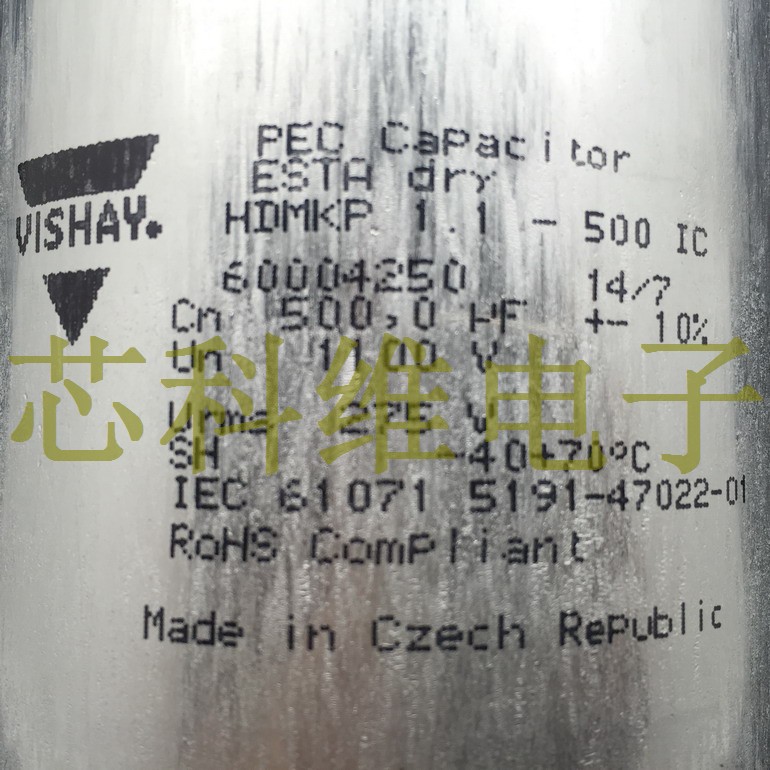 VISHAY.
PEC Capacitor
ESTA dry
HDMKP 1.1 - 500 IC
60004250 14/7
Cn 500,0 µF +- 10%
Un 1100 V
芯科维电子
Urms 275 V
SH -40+70°C
IEC 61071 5191-47022-01
RoHS Compliant
Made in Czech Republic